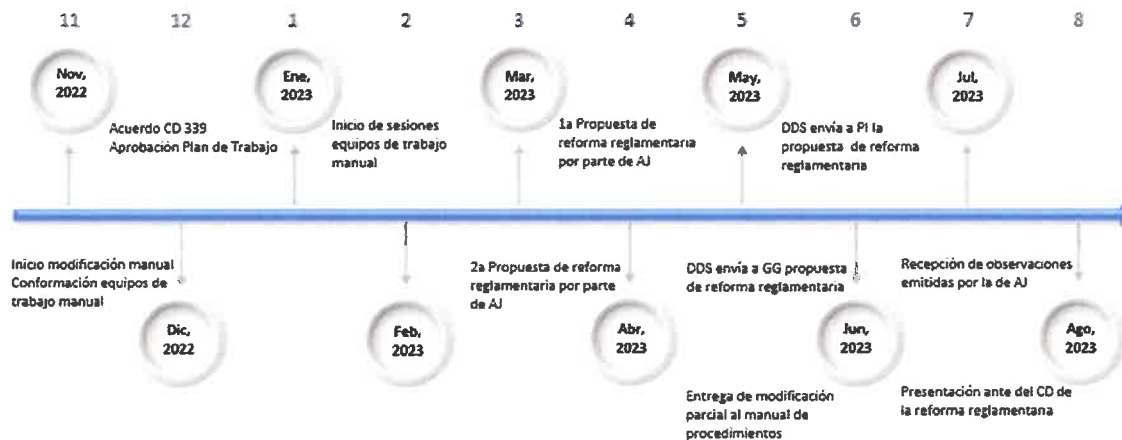 11 12 1 2 3 4 5 6 7 8
Nov,
2022
Ene,
2023
Mar,
2023
May,
2023
Jul,
2023
Acuerdo CD 339
Aprobación Plan de Trabajo
Inicio de sesiones
equipos de trabajo
manual
1a Propuesta de
reforma reglamentaria
por parte de AJ
DDS envía a PI la
propuesta de reforma
reglamentaria
Inicio modificación manual
Conformación equipos de
trabajo manual
2a Propuesta de reforma
reglamentaria por parte
de AJ
DDS envía a GG propuesta
de reforma reglamentaria
Recepción de observaciones
emitidas por la de AJ
Dic,
2022
Feb,
2023
Abr,
2023
Jun,
2023
Ago,
2023
Entrega de modificación
parcial al manual de
procedimientos
Presentación ante del CD de
la reforma reglamentaria